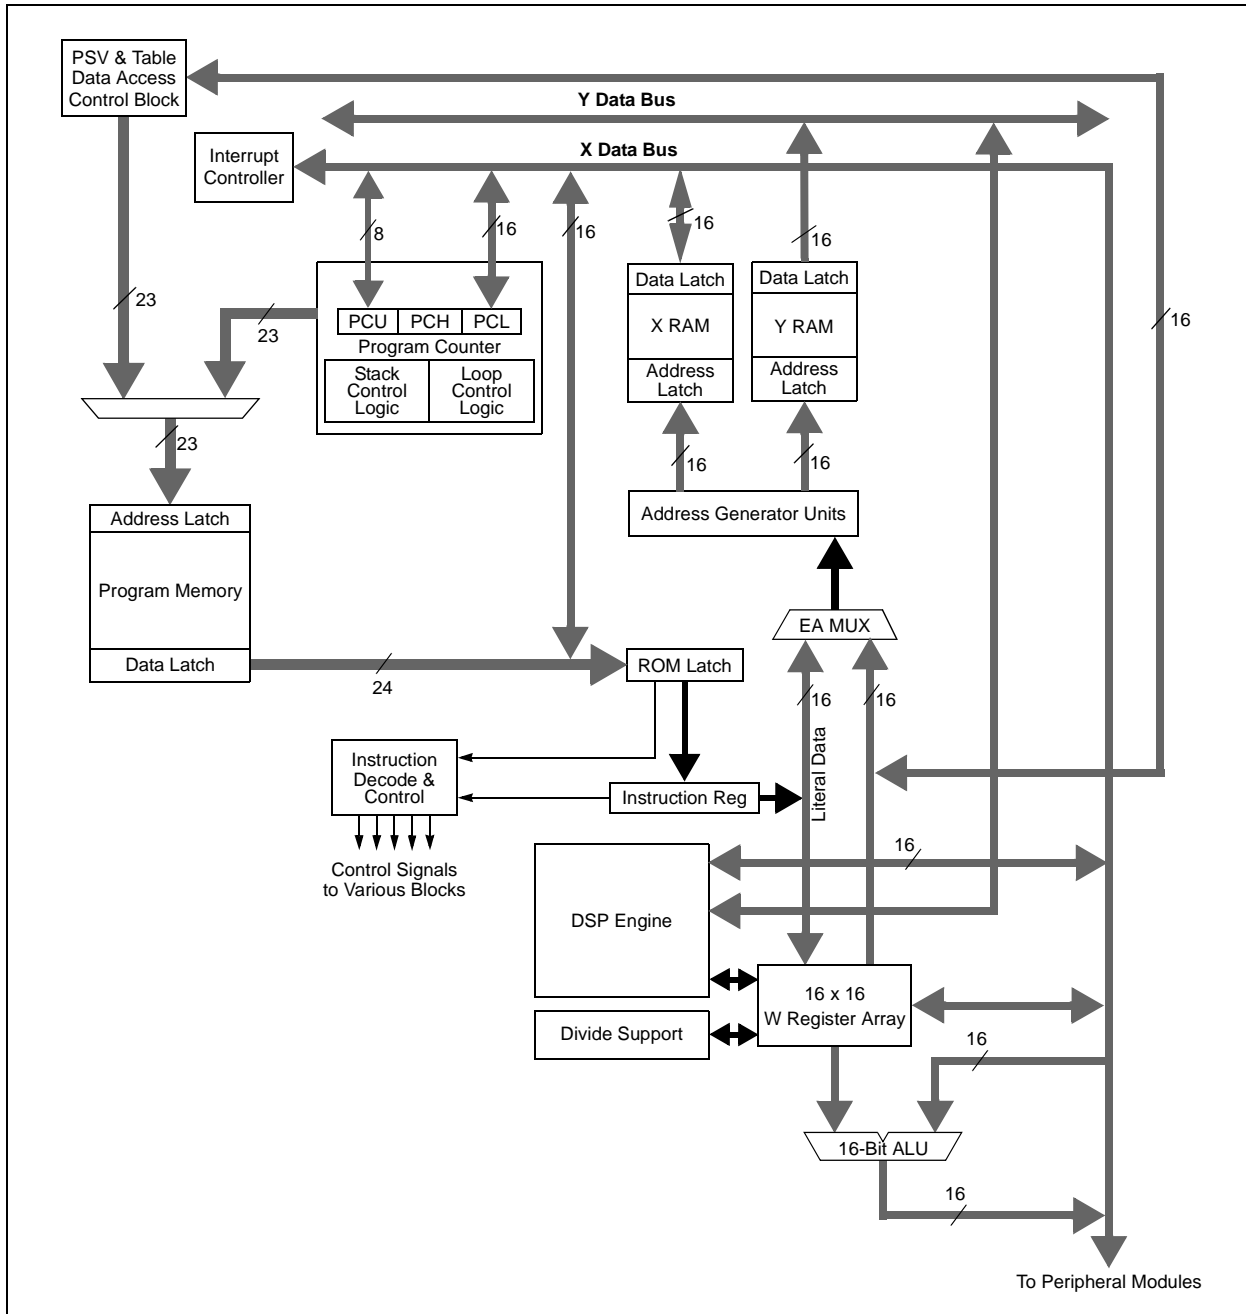 PSV & Table
Data Access
Control Block
Y Data Bus
Interrupt
Controller
X Data Bus
8
16
16
16
16
23
23
16
PCU
PCH
PCL
Program Counter
Stack
Control
Logic
Loop
Control
Logic
Data Latch
X RAM
Address
Latch
Data Latch
Y RAM
Address
Latch
23
16
16
Address Latch
Program Memory
Data Latch
Address Generator Units
EA MUX
24
ROM Latch
16
16
Literal Data
Instruction
Decode &
Control
Instruction Reg
Control Signals
to Various Blocks
16
DSP Engine
16 x 16
W Register Array
Divide Support
16
16-Bit ALU
16
To Peripheral Modules